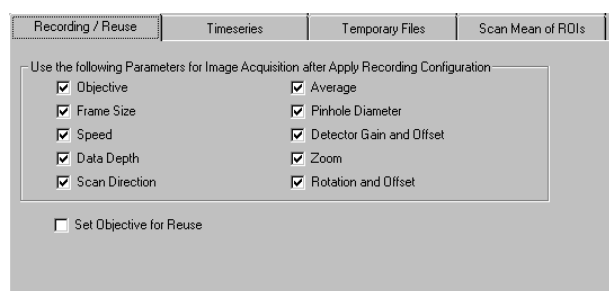 Recording / Reuse
Timeseries
Temporary Files
Scan Mean of ROIs
Use the following Parameters for Image Acquisition after Apply Recording Configuration
Objective
Average
Frame Size
Pinhole Diameter
Speed
Detector Gain and Offset
Data Depth
Zoom
Scan Direction
Rotation and Offset
Set Objective for Reuse